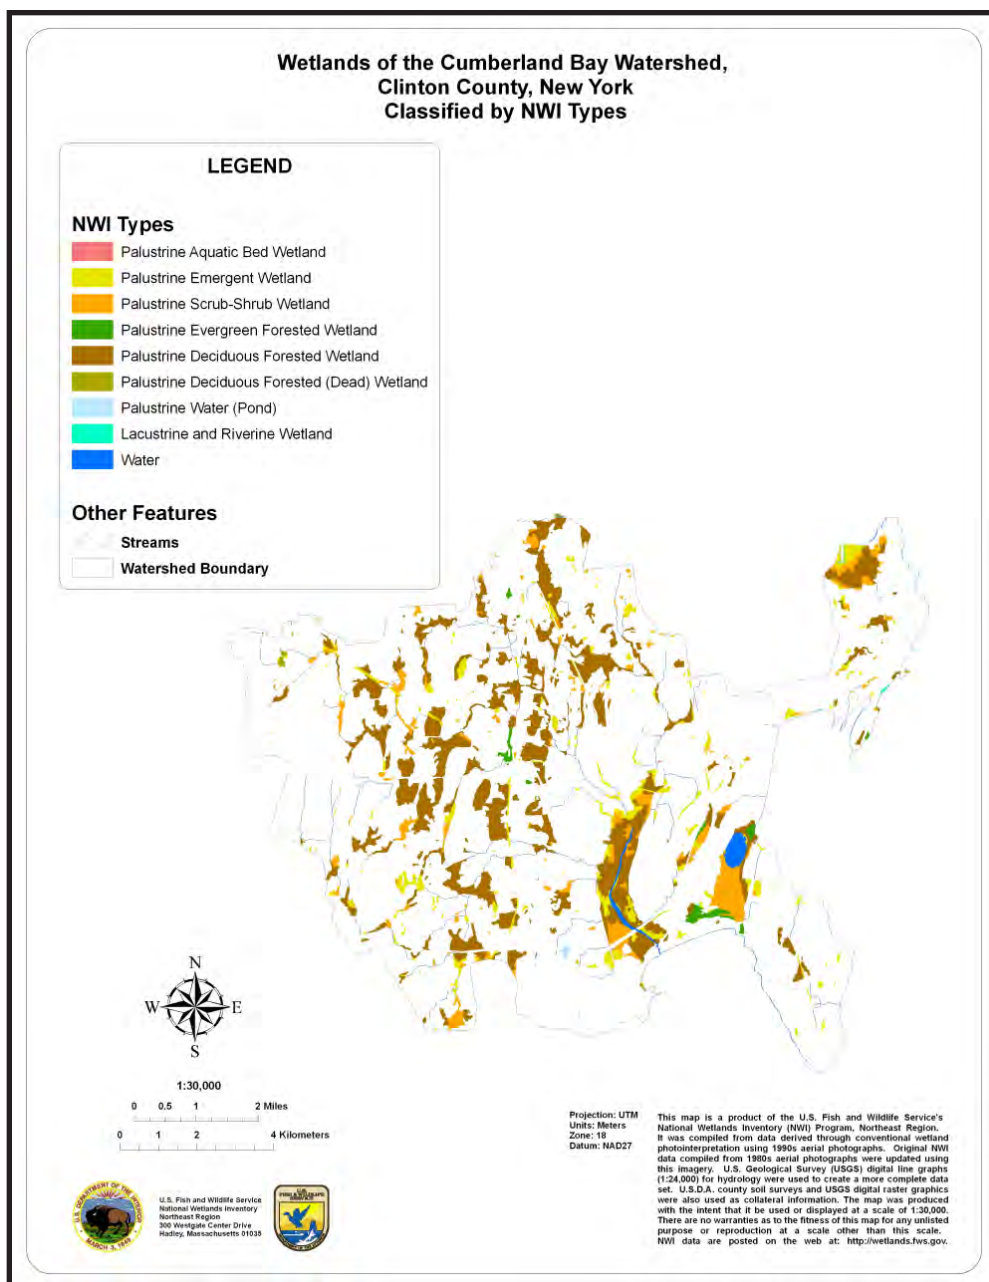 Wetlands of the Cumberland Bay Watershed,
Clinton County, New York
Classified by NWI Types
LEGEND
NWI Types
Palustrine Aquatic Bed Wetland
Palustrine Emergent Wetland
Palustrine Scrub-Shrub Wetland
Palustrine Evergreen Forested Wetland
Palustrine Deciduous Forested Wetland
Palustrine Deciduous Forested (Dead) Wetland
Palustrine Water (Pond)
Lacustrine and Riverine Wetland
Water
Other Features
Streams
Watershed Boundary
N
W E
S
1:30,000
0 0.5 1 2 Miles
0 1 2 4 Kilometers
Projection: UTM
Units: Meters
Zone: 18
Datum: NAD27
This map is a product of the U.S. Fish and Wildlife Service's
National Wetlands Inventory (NWI) Program, Northeast Region.
It was compiled from data derived through conventional wetland
photointerpretation using 1990s aerial photographs. Original NWI
data compiled from 1980s aerial photographs were updated using
this imagery. U.S. Geological Survey (USGS) digital line graphs
(1:24,000) for hydrology were used to create a more complete data
set. U.S.D.A. county soil surveys and USGS digital raster graphics
were also used as collateral information. The map was produced
with the intent that it be used or displayed at a scale of 1:30,000.
There are no warranties as to the fitness of this map for any unlisted
purpose or reproduction at a scale other than this scale.
NWI data are posted on the web at: http://wetlands.fws.gov.
U.S. DEPARTMENT OF THE INTERIOR
MARCH 3, 1849
U.S. Fish and Wildlife Service
National Wetlands Inventory
Northeast Region
300 Westgate Center Drive
Hadley, Massachusetts 01035
U.S.
FISH & WILDLIFE
SERVICE